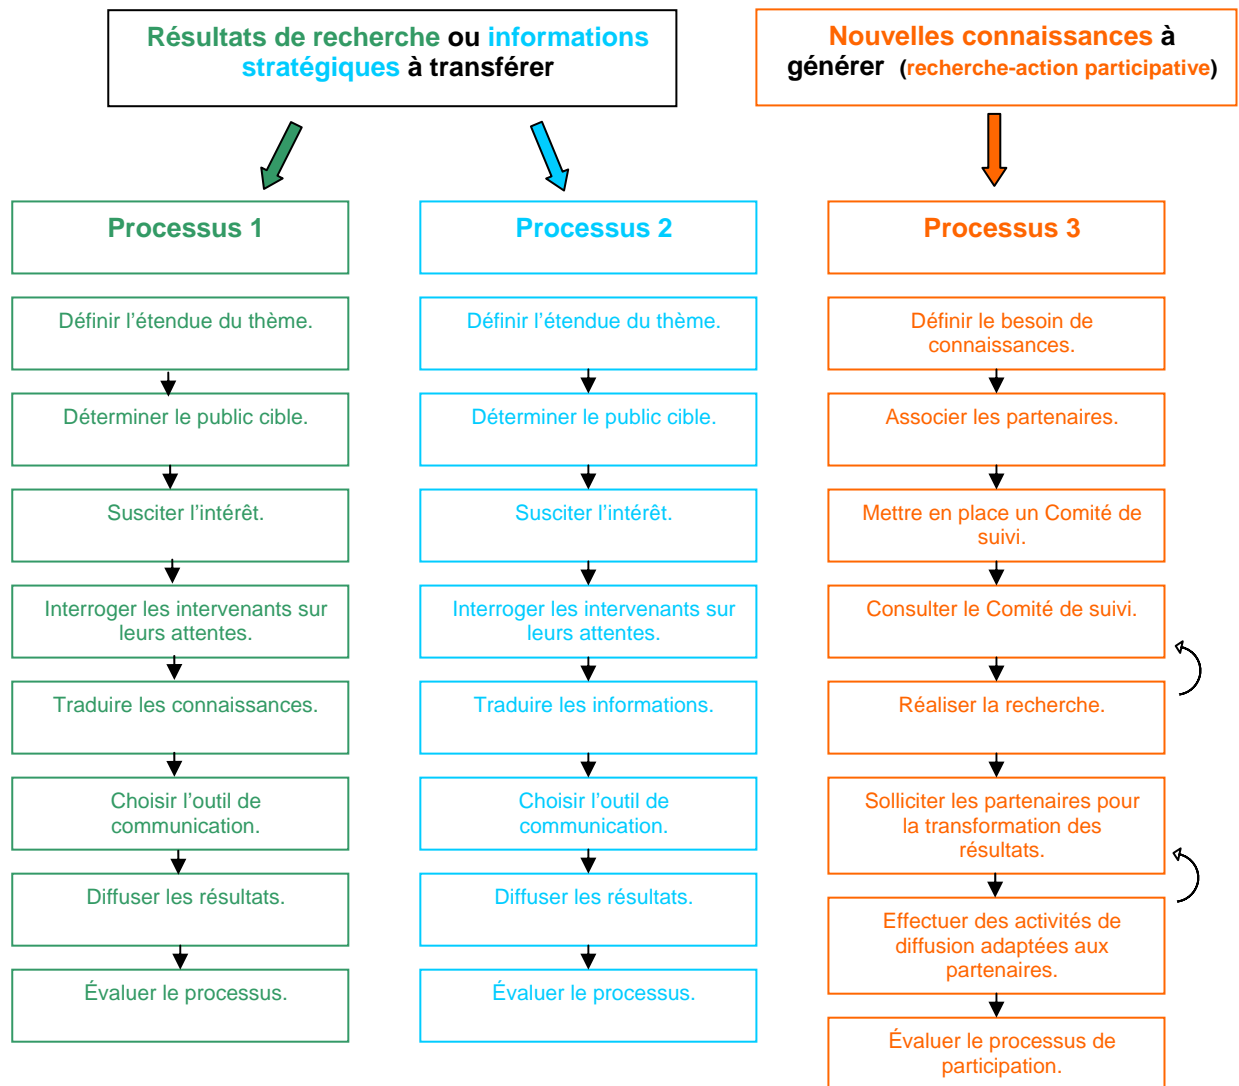 Résultats de recherche ou informations
stratégiques à transférer
Nouvelles connaissances à
générer (recherche-action participative)
Processus 1
Définir l'étendue du thème.
Déterminer le public cible.
Susciter l'intérêt.
Interroger les intervenants sur
leurs attentes.
Traduire les connaissances.
Choisir l'outil de
communication.
Diffuser les résultats.
Évaluer le processus.
Processus 2
Définir l'étendue du thème.
Déterminer le public cible.
Susciter l'intérêt.
Interroger les intervenants sur
leurs attentes.
Traduire les informations.
Choisir l'outil de
communication.
Diffuser les résultats.
Évaluer le processus.
Processus 3
Définir le besoin de
connaissances.
Associer les partenaires.
Mettre en place un Comité de
suivi.
Consulter le Comité de suivi.
Réaliser la recherche.
Solliciter les partenaires pour
la transformation des
résultats.
Effectuer des activités de
diffusion adaptées aux
partenaires.
Évaluer le processus de
participation.